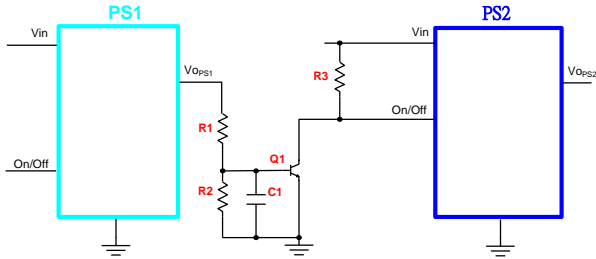 PS1
PS2
Vin
Vin
VoPS1
VoPS2
R3
R1
On/Off
Q1
On/Off
R2
C1